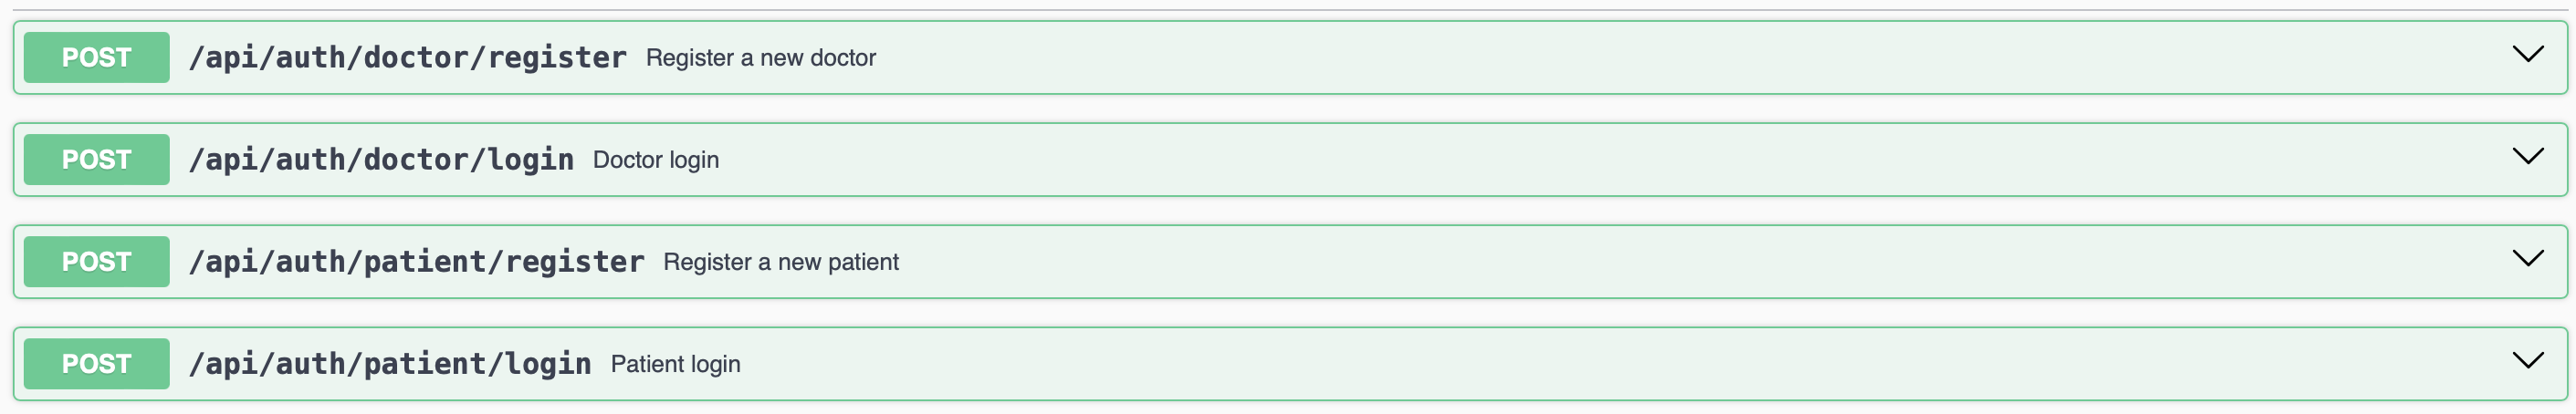 POST /api/auth/doctor/register Register a new doctor
POST /api/auth/doctor/login Doctor login
POST /api/auth/patient/register Register a new patient
POST /api/auth/patient/login Patient login